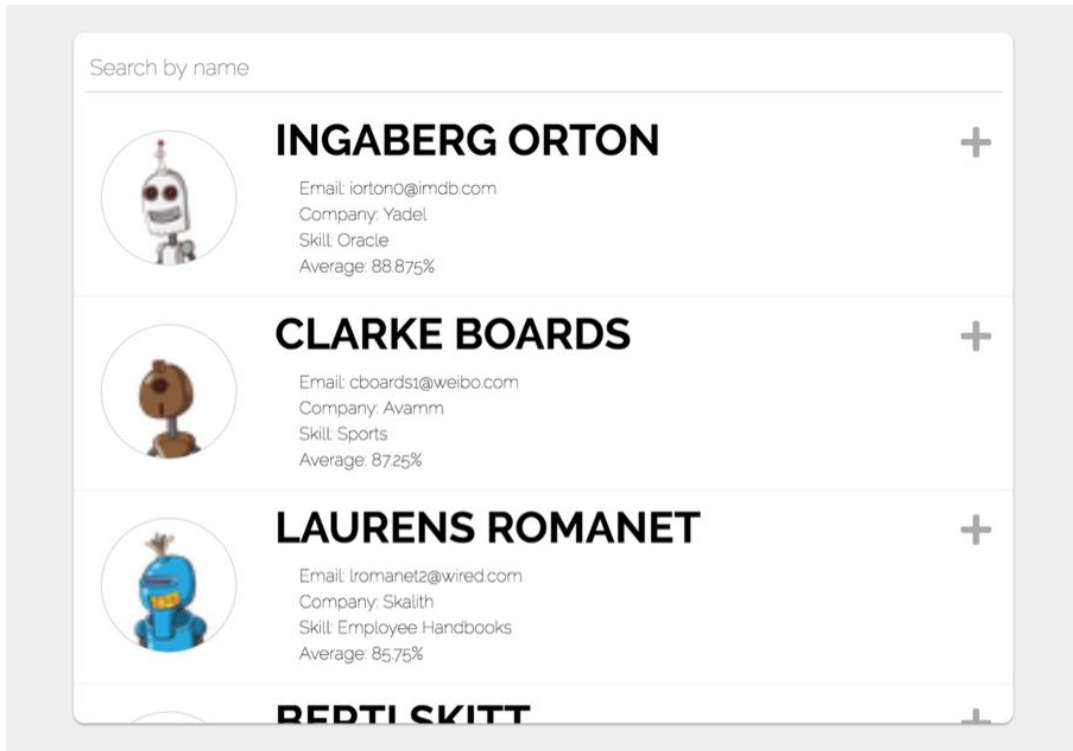 Search by name
INGABERG ORTON
Email: iorton0@imdb.com
Company: Yadel
Skill: Oracle
Average: 88.875%
CLARKE BOARDS
Email: cboards1@weibo.com
Company: Avamm
Skill: Sports
Average: 87.25%
LAURENS ROMANET
Email: lromanet2@wired.com
Company: Skalith
Skill: Employee Handbooks
Average: 85.75%
BERTI SKITT